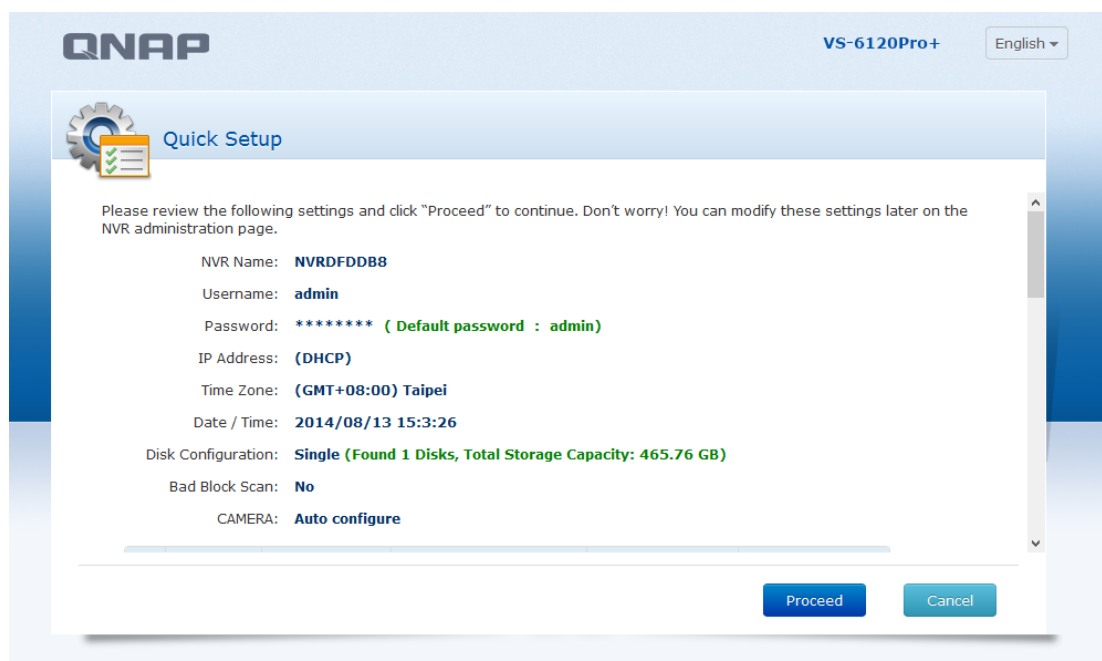 QNAP
VS-6120Pro+
English
Quick Setup
Please review the following settings and click “Proceed” to continue. Don′t worry! You can modify these settings later on the
NVR administration page.
NVR Name: NVRDFDDB8
Username: admin
Password: ******** ( Default password : admin)
IP Address: (DHCP)
Time Zone: (GMT+08:00) Taipei
Date / Time: 2014/08/13 15:3:26
Disk Configuration: Single (Found 1 Disks, Total Storage Capacity: 465.76 GB)
Bad Block Scan: No
CAMERA: Auto configure
Proceed
Cancel